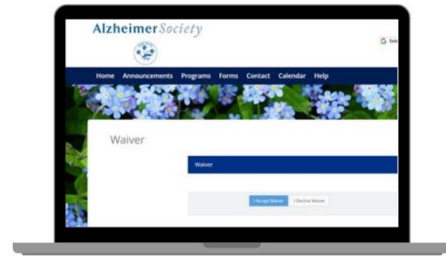 Alzheimer Society
Home Announcements Programs Forms Contact Calendar Help
Waiver
Waiver
I Accept Waiver I Decline Waiver